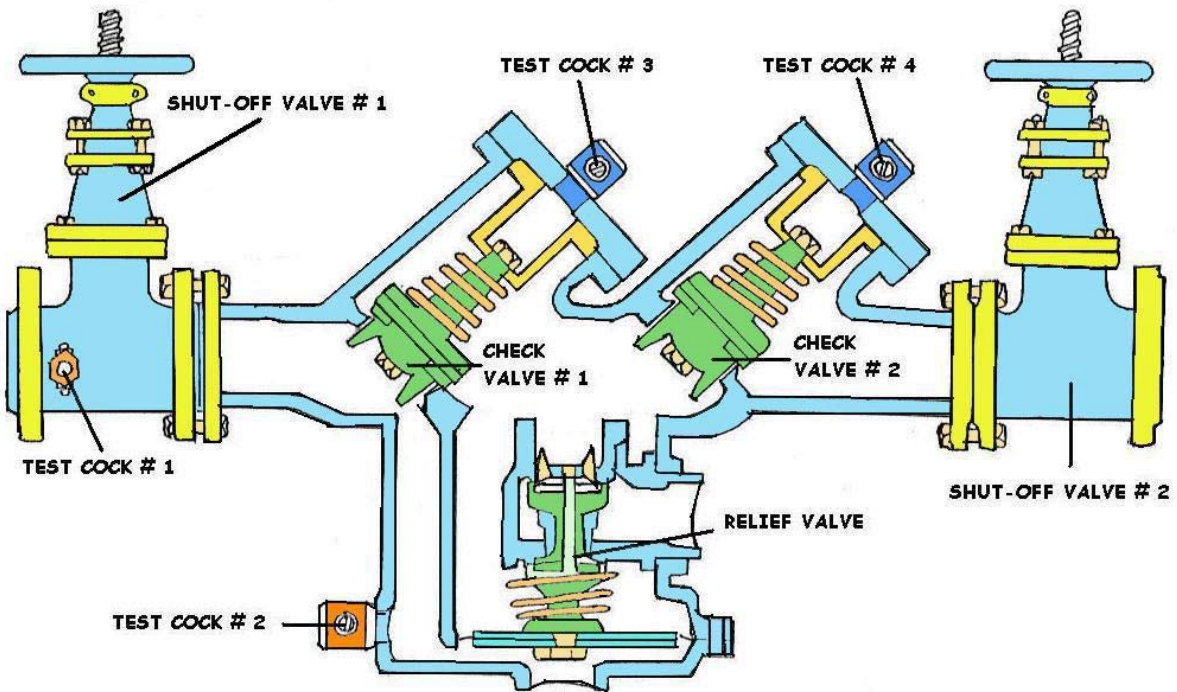 TEST COCK # 3
TEST COCK # 4
SHUT-OFF VALVE # 1
CHECK
VALVE # 1
CHECK
VALVE # 2
TEST COCK # 1
SHUT-OFF VALVE # 2
RELIEF VALVE
TEST COCK # 2